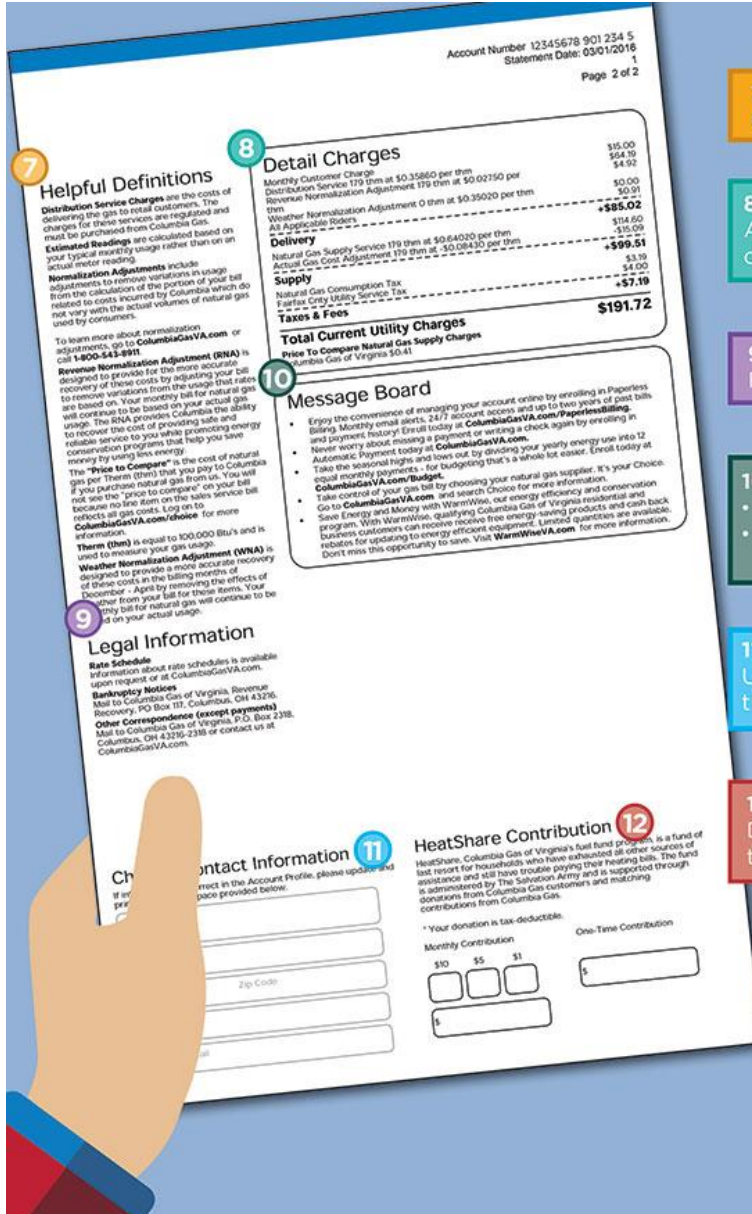 Account Number 12345678 901 234 5
Statement Date: 03/01/2016
1
Page 2 of 2
7
Helpful Definitions
Distribution Service Charges are the costs of
delivering the gas to retail customers. The
charges for these services are regulated and
must be purchased from Columbia Gas.
Estimated Readings are calculated based on
your typical monthly usage rather than on an
actual meter reading.
Normalization Adjustments include
adjustments to remove variations in usage
from the calculation of the portion of your bill
related to costs incurred by Columbia which do
not vary with the actual volumes of natural gas
used by consumers.
To learn more about normalization
adjustments, go to ColumbiaGasVA.com or
call 1-800-543-8911.
Revenue Normalization Adjustment (RNA) is
designed to provide for the more accurate
recovery of these costs by adjusting your bill
to remove variations from the usage that rates
are based on. Your monthly bill for natural gas
will continue to be based on your actual gas
usage. The RNA provides Columbia the ability
to recover the cost of providing safe and
reliable service to you while promoting energy
conservation programs that help you save
money by using less energy.
The "Price to Compare" is the cost of natural
gas per Therm (thm) that you pay to Columbia
if you purchase natural gas from us. You will
not see the "price to compare" on your bill
because no line item on the sales service bill
reflects all gas costs. Log on to
ColumbiaGasVA.com/choice for more
information.
Therm (thm) is equal to 100,000 Btu's and is
used to measure your gas usage.
Weather Normalization Adjustment (WNA) is
designed to provide a more accurate recovery
of these costs in the billing months of
December - April by removing the effects of
ather from your bill for these items. Your
thly bill for natural gas will continue to be
d on your actual usage.
8
Detail Charges
Monthly Customer Charge $15.00
Distribution Service 179 thm at $0.35860 per thm $64.19
Revenue Normalization Adjustment 179 thm at $0.02750 per $4.92
thm
Weather Normalization Adjustment 0 thm at $0.35020 per thm $0.00
All Applicable Riders $0.91
Delivery +$85.02
Natural Gas Supply Service 179 thm at $0.64020 per thm $114.60
Actual Gas Cost Adjustment 179 thm at -$0.08430 per thm -$15.09
Supply +$99.51
Natural Gas Consumption Tax $3.19
Fairfax Cnty Utility Service Tax $4.00
Taxes & Fees +$7.19
Total Current Utility Charges $191.72
Price To Compare Natural Gas Supply Charges
Columbia Gas of Virginia $0.41
10
Message Board
• Enjoy the convenience of managing your account online by enrolling in Paperless
Billing. Monthly email alerts, 24/7 account access and up to two years of past bills
and payment history! Enroll today at ColumbiaGasVA.com/PaperlessBilling.
• Never worry about missing a payment or writing a check again by enrolling in
Automatic Payment today at ColumbiaGasVA.com.
• Take the seasonal highs and lows out by dividing your yearly energy use into 12
equal monthly payments - for budgeting that's a whole lot easier. Enroll today at
ColumbiaGasVA.com/Budget.
• Take control of your gas bill by choosing your natural gas supplier. It's your Choice.
Go to ColumbiaGasVA.com and search Choice for more information.
• Save Energy and Money with WarmWise, our energy efficiency and conservation
program. With WarmWise, qualifying Columbia Gas of Virginia residential and
business customers can receive receive free energy-saving products and cash back
rebates for updating to energy efficient equipment. Limited quantities are available.
Don't miss this opportunity to save. Visit WarmWiseVA.com for more information.
9
Legal Information
Rate Schedule
Information about rate schedules is available
upon request or at ColumbiaGasVA.com.
Bankruptcy Notices
Mail to Columbia Gas of Virginia, Revenue
Recovery, PO Box 117, Columbus, OH 43216.
Other Correspondence (except payments)
Mail to Columbia Gas of Virginia, P.O. Box 2318,
Columbus, OH 43216-2318 or contact us at
ColumbiaGasVA.com.
11
Ch ontact Information
If in rrect in the Account Profile, please update and
prin pace provided below.
Zip Code
12
HeatShare Contribution
HeatShare, Columbia Gas of Virginia's fuel fund program, is a fund of
last resort for households who have exhausted all other sources of
assistance and still have trouble paying their heating bills. The fund
is administered by The Salvation Army and is supported through
donations from Columbia Gas customers and matching
contributions from Columbia Gas.
* Your donation is tax-deductible.
Monthly Contribution One-Time Contribution
$10 $5 $1
$
$